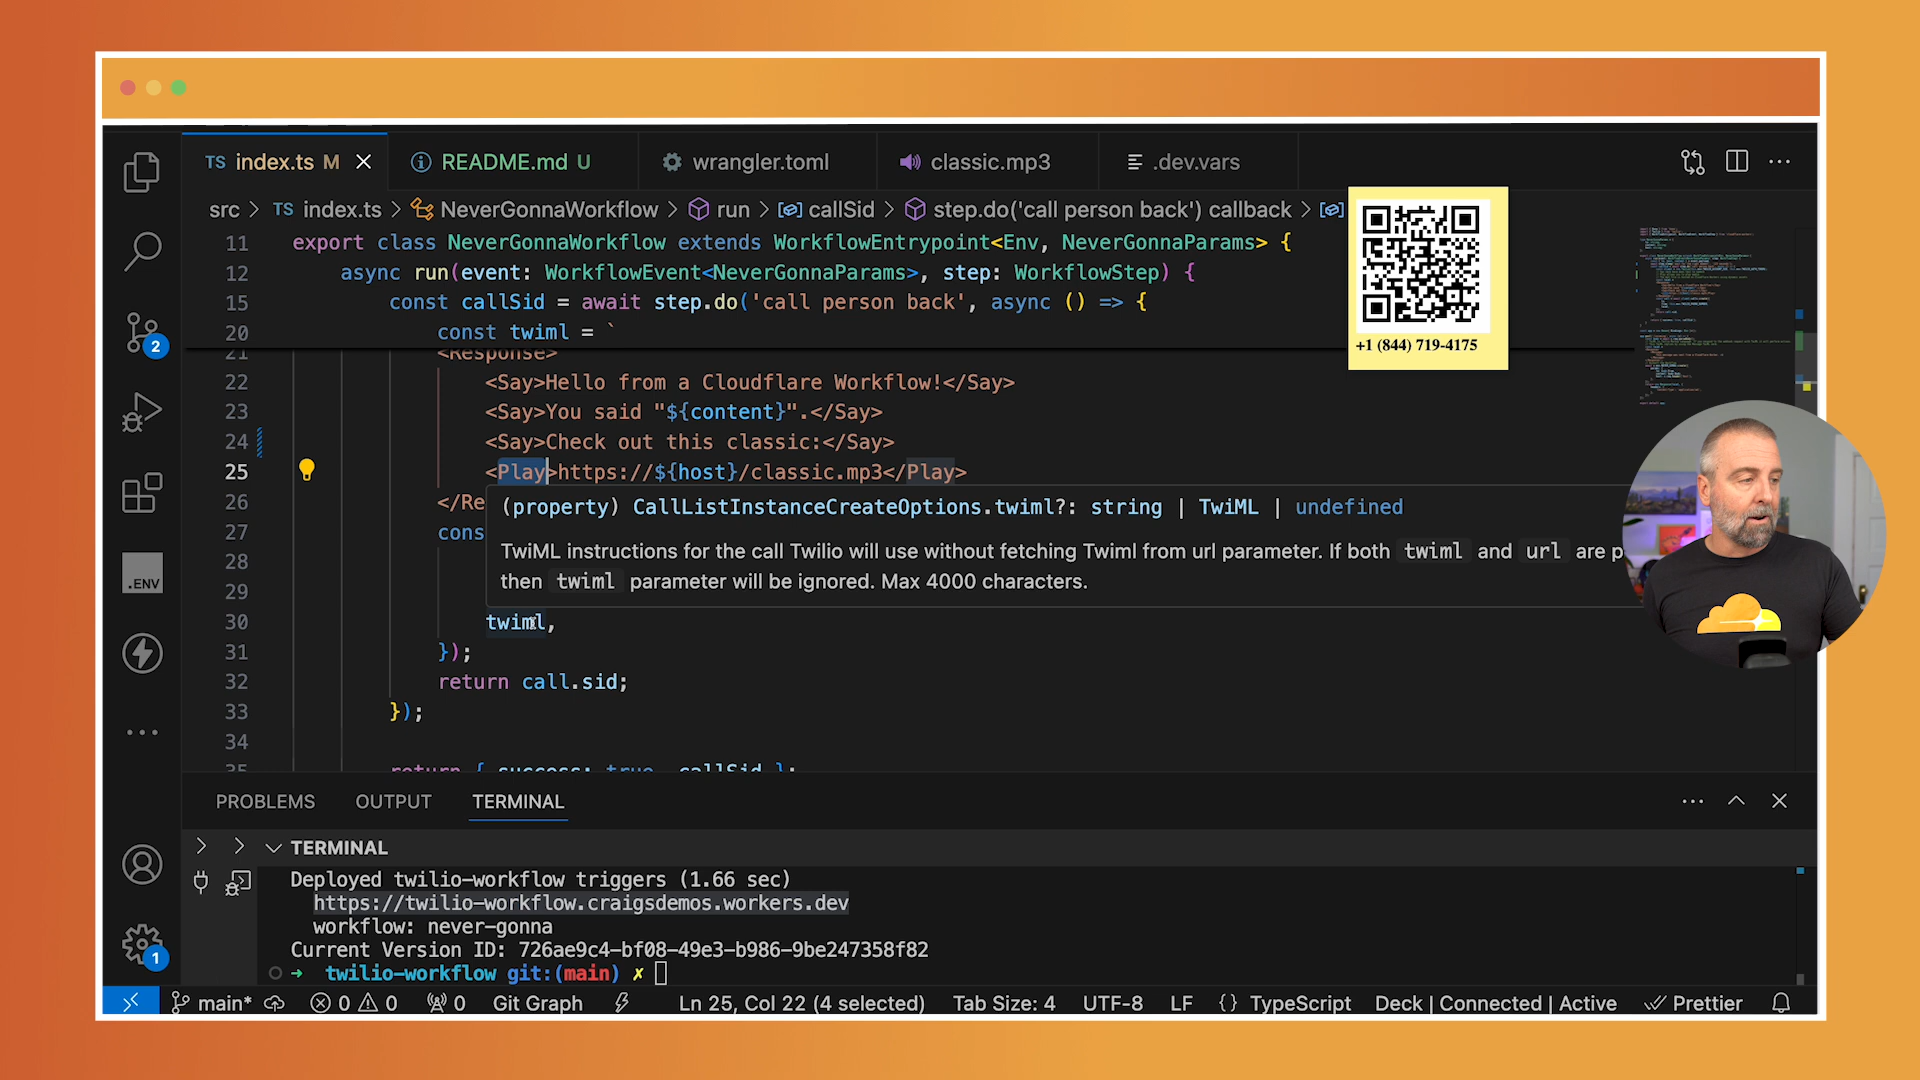 TS index.ts M
README.md U
wrangler.toml
classic.mp3
.dev.vars
src > TS index.ts > NeverGonnaWorkflow > run > callSid > step.do('call person back') callback >
11 export class NeverGonnaWorkflow extends WorkflowEntrypoint<Env, NeverGonnaParams> {
12 async run(event: WorkflowEvent<NeverGonnaParams>, step: WorkflowStep) {
15 const callSid = await step.do('call person back', async () => {
20 const twiml = `
21 <Response>
22 <Say>Hello from a Cloudflare Workflow!</Say>
23 <Say>You said "${content}".</Say>
24 <Say>Check out this classic:</Say>
25 <Play>https://${host}/classic.mp3</Play>
26 </Re
(property) CallListInstanceCreateOptions.twiml?: string | TwiML | undefined
27 cons
28
TwiML instructions for the call Twilio will use without fetching Twiml from url parameter. If both twiml and url are p
29
then twiml parameter will be ignored. Max 4000 characters.
30 twiml,
31 });
32 return call.sid;
33 });
34
35 return { success: true, callSid };
+1 (844) 719-4175
2
.ENV
1
PROBLEMS OUTPUT TERMINAL
TERMINAL
Deployed twilio-workflow triggers (1.66 sec)
https://twilio-workflow.craigsdemos.workers.dev
workflow: never-gonna
Current Version ID: 726ae9c4-bf08-49e3-b986-9be247358f82
twilio-workflow git:(main) ✗
main* 0 0 0 Git Graph Ln 25, Col 22 (4 selected) Tab Size: 4 UTF-8 LF {} TypeScript Deck | Connected | Active Prettier